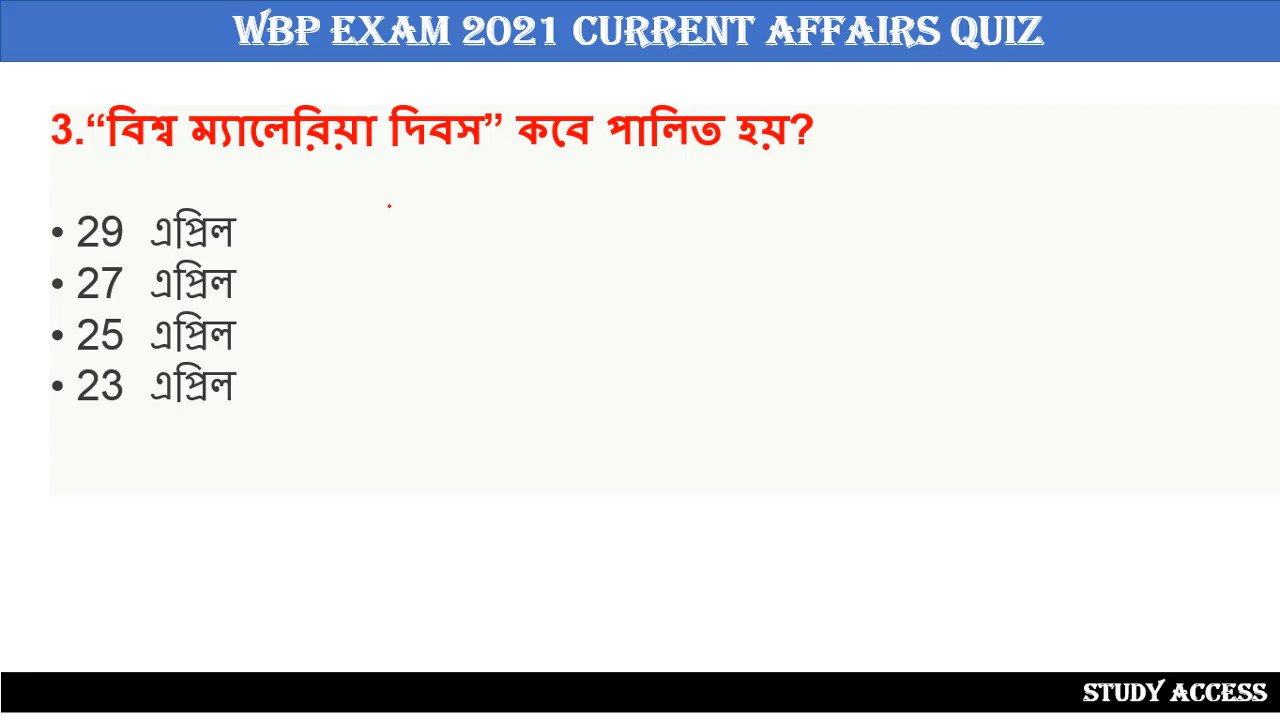 WBP EXAM 2021 CURRENT AFFAIRS QUIZ
3.“বিশ্ব ম্যালেরিয়া দিবস” কবে পালিত হয়?
• 29 এপ্রিল
• 27 এপ্রিল
• 25 এপ্রিল
• 23 এপ্রিল
STUDY ACCESS